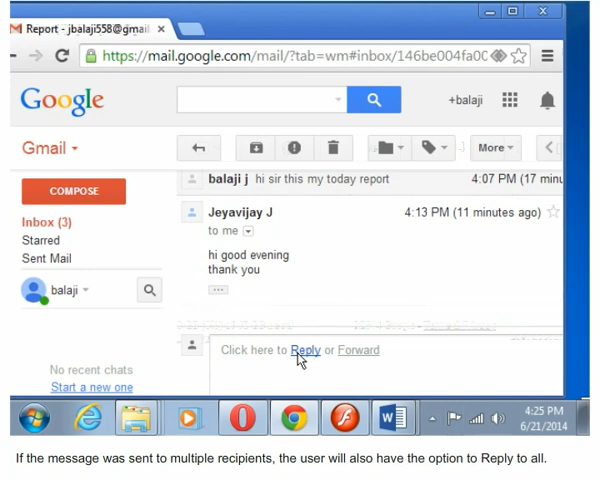 Report - jbalaji558@gmail
https://mail.google.com/mail/?tab=wm#inbox/146be004fa00
Google
+balaji
Gmail
More
COMPOSE
balaji j hi sir this my today report 4:07 PM (17 minu
Inbox (3)
Jeyavijay J 4:13 PM (11 minutes ago)
Starred
to me
Sent Mail
hi good evening
thank you
balaji
Click here to Reply or Forward
No recent chats
Start a new one
4:25 PM
6/21/2014
If the message was sent to multiple recipients, the user will also have the option to Reply to all.